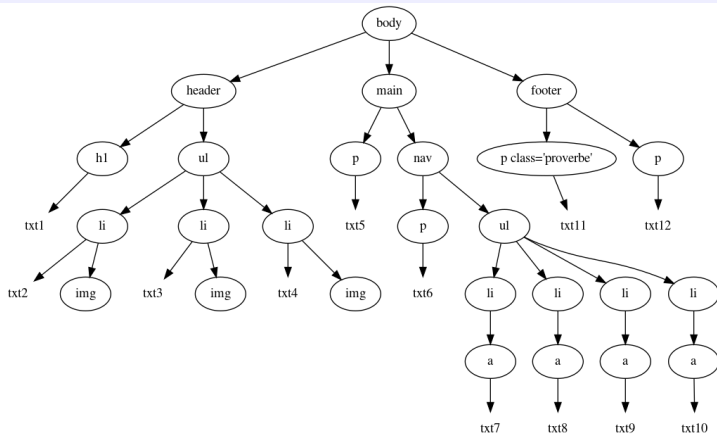 body
header main footer
h1 ul p nav p class='proverbe' p
txt1 li li li txt5 p ul txt11 txt12
txt2 img txt3 img txt4 img txt6 li li li li
a a a a
txt7 txt8 txt9 txt10